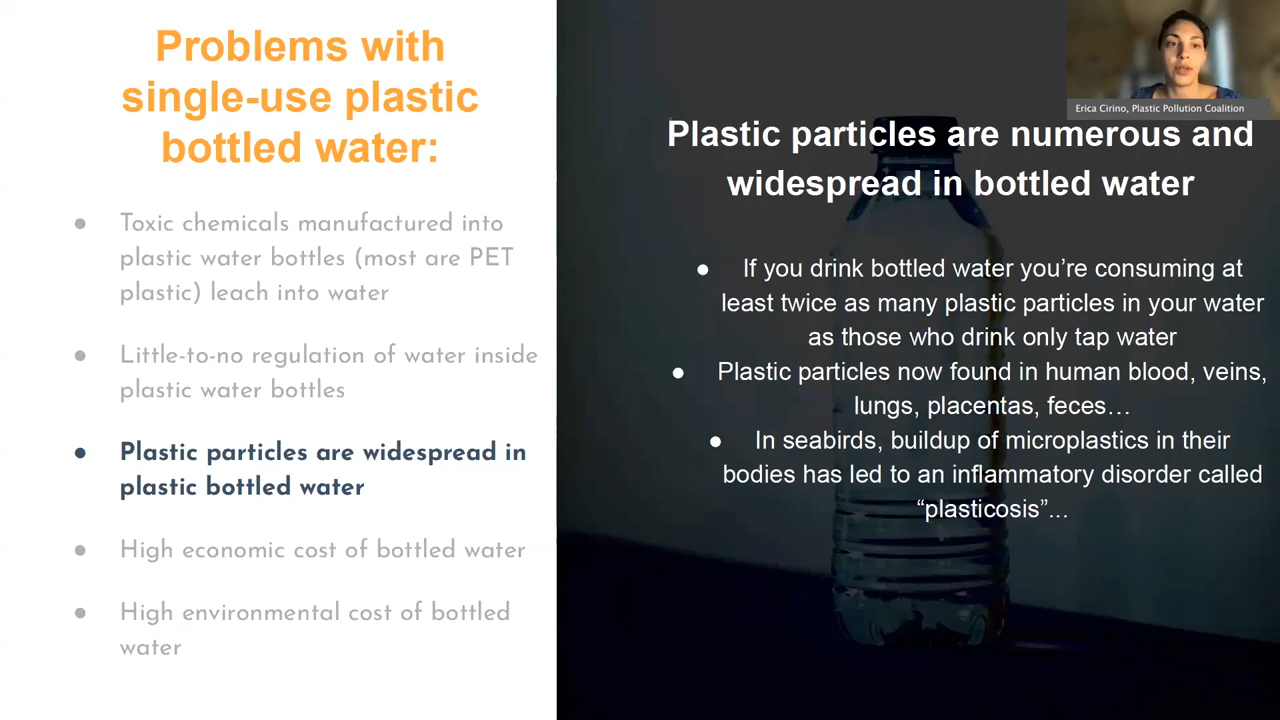 Problems with
single-use plastic
bottled water:
● Toxic chemicals manufactured into
plastic water bottles (most are PET
plastic) leach into water
● Little-to-no regulation of water inside
plastic water bottles
● Plastic particles are widespread in
plastic bottled water
● High economic cost of bottled water
● High environmental cost of bottled
water
Erica Cirino, Plastic Pollution Coalition
Plastic particles are numerous and
widespread in bottled water
● If you drink bottled water you’re consuming at
least twice as many plastic particles in your water
as those who drink only tap water
● Plastic particles now found in human blood, veins,
lungs, placentas, feces…
● In seabirds, buildup of microplastics in their
bodies has led to an inflammatory disorder called
“plasticosis”...